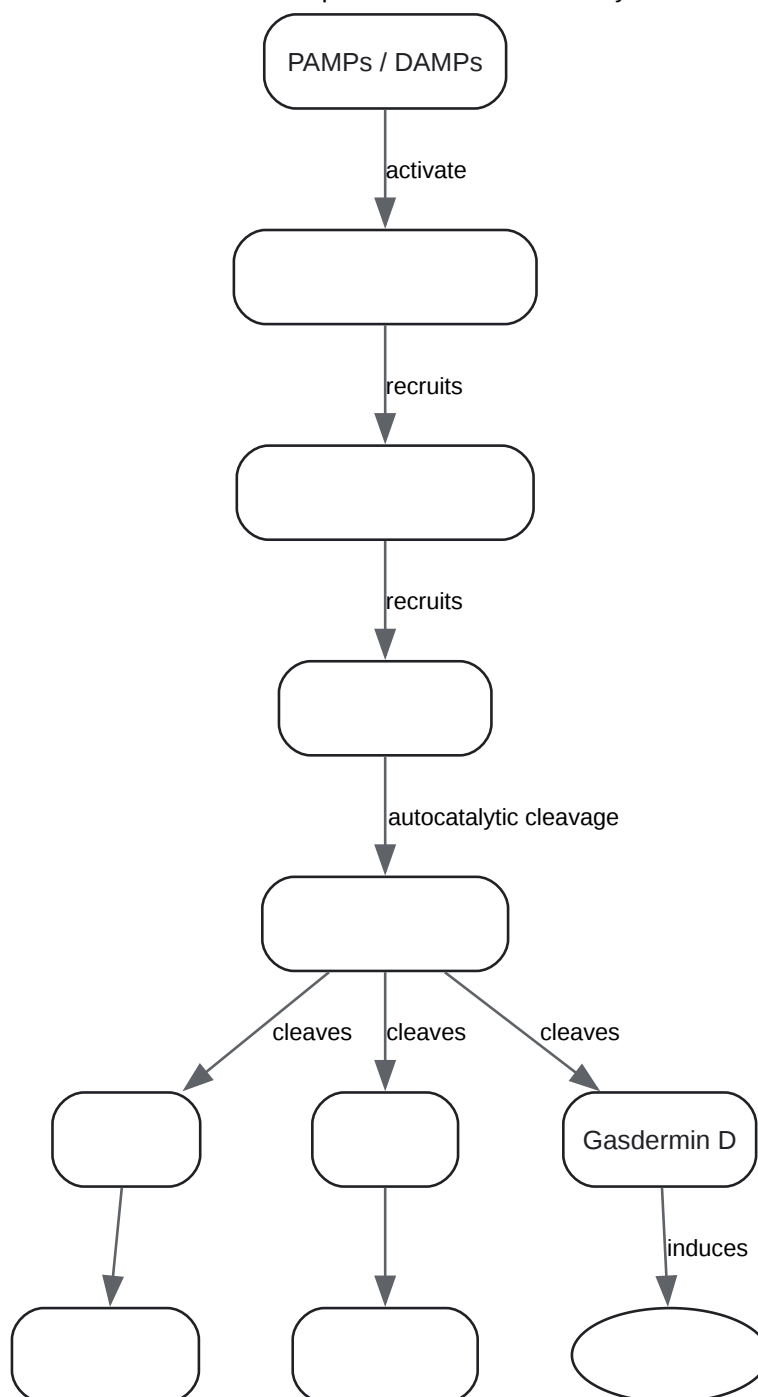 PAMPs / DAMPs
activate
recruits
recruits
autocatalytic cleavage
cleaves
cleaves
cleaves
Gasdermin D
induces